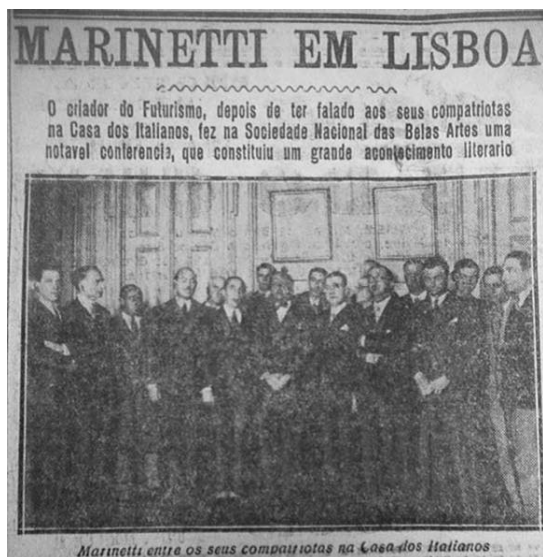 MARINETTI EM LISBOA
O criador do Futurismo, depois de ter falado aos seus compatriotas
na Casa dos Italianos, fez na Sociedade Nacional das Belas Artes uma
notavel conferencia, que constituiu um grande acontecimento literario
Marinetti entre os seus compatriotas na Casa dos Italianos